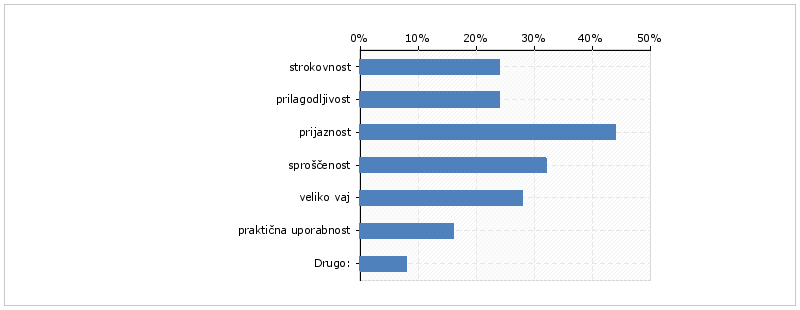 0% 10% 20% 30% 40% 50%
strokovnost
prilagodljivost
prijaznost
sproščenost
veliko vaj
praktična uporabnost
Drugo: